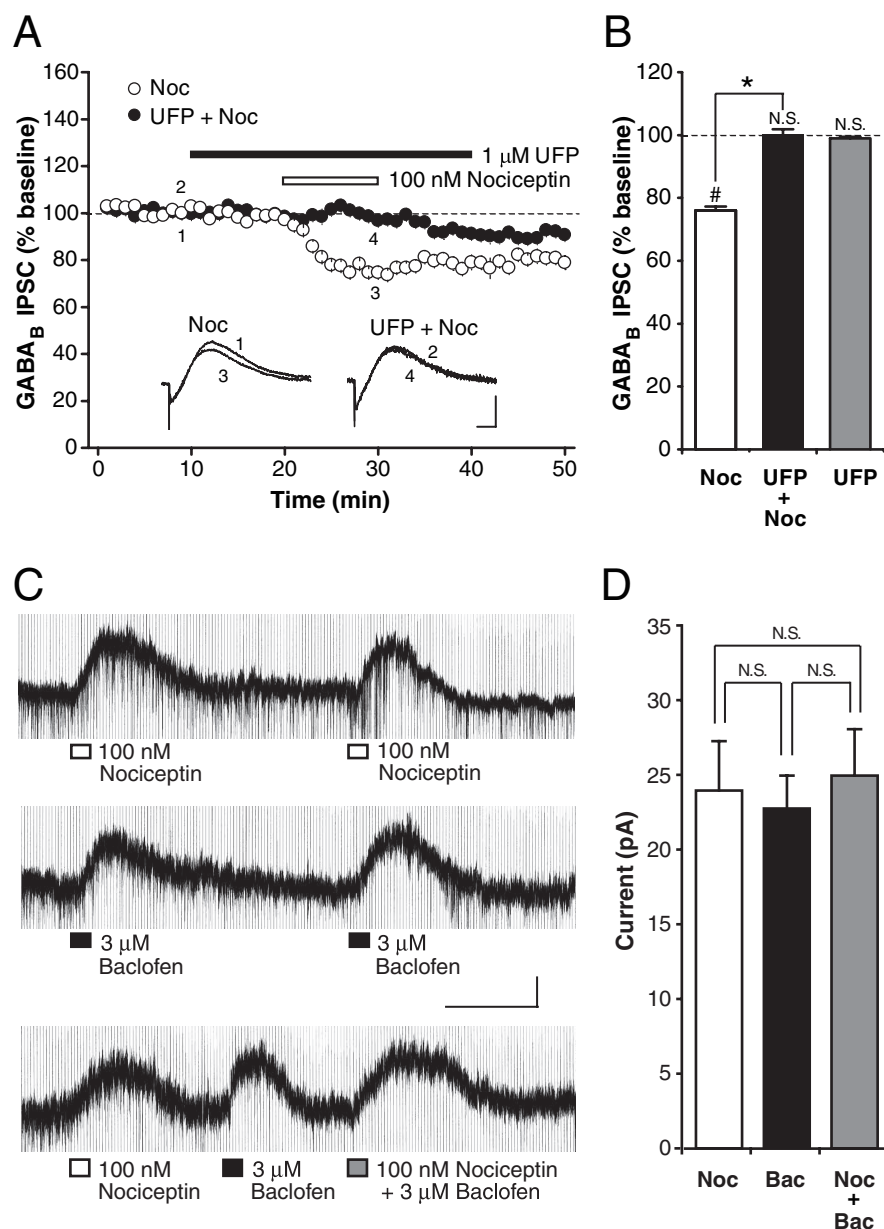 A
160
140
120
100
80
60
40
20
0
GABAB IPSC (% baseline)
Noc
UFP + Noc
1 μM UFP
100 nM Nociceptin
2
1
4
3
Noc
1
3
UFP + Noc
2
4
0
10
20
30
40
50
Time (min)
B
120
100
80
60
40
20
0
GABAB IPSC (% baseline)
*
N.S.
N.S.
#
Noc
UFP
+
Noc
UFP
C
100 nM
Nociceptin
100 nM
Nociceptin
3 μM
Baclofen
3 μM
Baclofen
100 nM
Nociceptin
3 μM
Baclofen
100 nM Nociceptin
+ 3 μM Baclofen
D
35
30
25
20
15
10
5
0
Current (pA)
N.S.
N.S.
N.S.
Noc
Bac
Noc
+
Bac